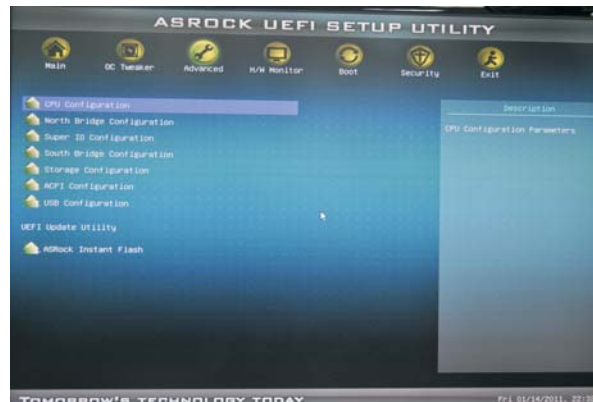 ASROCK UEFI SETUP UTILITY
Main
OC Tweaker
Advanced
H/W Monitor
Boot
Security
Exit
CPU Configuration
North Bridge Configuration
Super IO Configuration
South Bridge Configuration
Storage Configuration
ACPI Configuration
USB Configuration
UEFI Update Utility
ASRock Instant Flash
Description
CPU Configuration Parameters
TOMORROW'S TECHNOLOGY TODAY
Fri 01/14/2011,